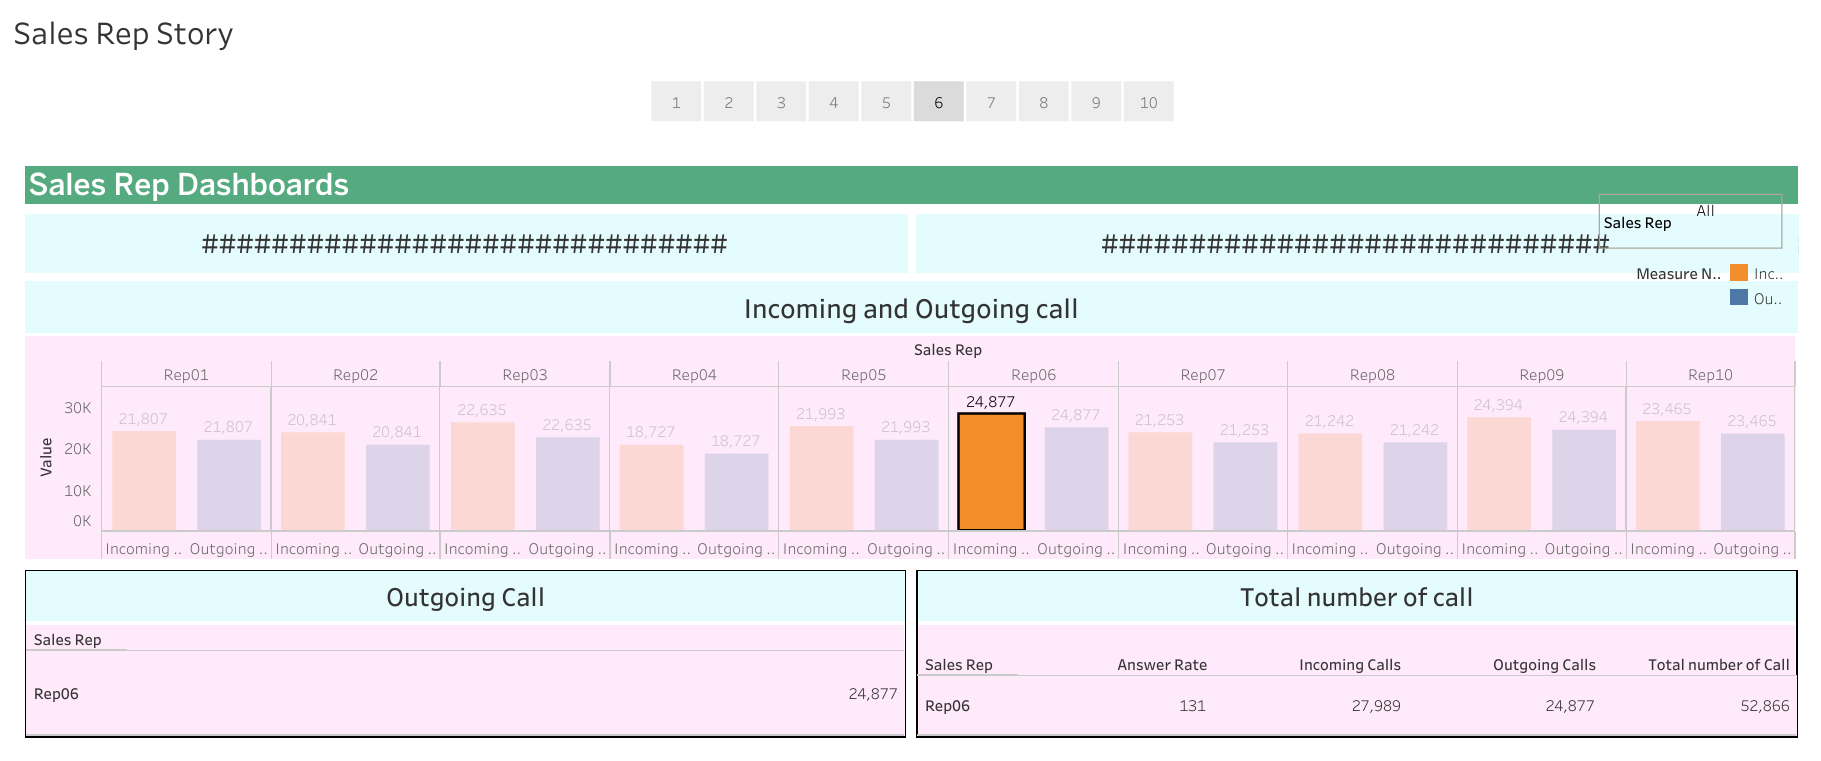 Sales Rep Story
1 2 3 4 5 6 7 8 9 10
Sales Rep Dashboards
All
Sales Rep
############################## #############################
Measure N.. Inc..
Ou..
Incoming and Outgoing call
Sales Rep
Rep01 Rep02 Rep03 Rep04 Rep05 Rep06 Rep07 Rep08 Rep09 Rep10
Value
30K
20K
10K
0K
21,807 21,807 20,841 20,841 22,635 22,635 18,727 18,727 21,993 21,993 24,877 24,877 21,253 21,253 21,242 21,242 24,394 24,394 23,465 23,465
Incoming .. Outgoing .. Incoming .. Outgoing .. Incoming .. Outgoing .. Incoming .. Outgoing .. Incoming .. Outgoing .. Incoming .. Outgoing .. Incoming .. Outgoing .. Incoming .. Outgoing .. Incoming .. Outgoing .. Incoming .. Outgoing ..
Outgoing Call
Sales Rep
Rep06 24,877
Total number of call
Sales Rep Answer Rate Incoming Calls Outgoing Calls Total number of Call
Rep06 131 27,989 24,877 52,866